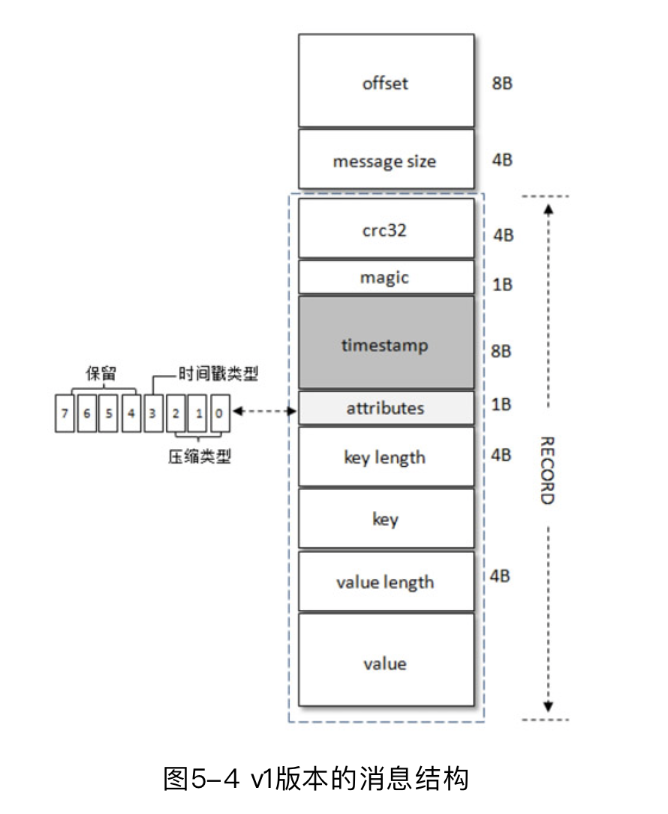 offset 8B
message size 4B
crc32 4B
magic 1B
timestamp 8B
保留 时间戳类型
attributes 1B
7 6 5 4 3 2 1 0
压缩类型
key length 4B
RECORD
key
value length 4B
value
图5-4 v1版本的消息结构